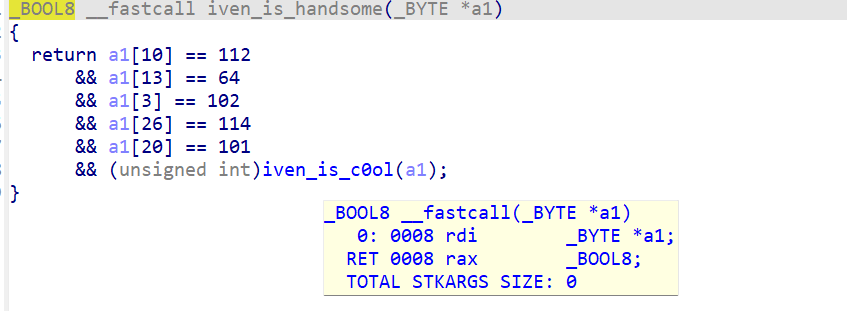 _BOOL8 __fastcall iven_is_handsome(_BYTE *a1)
{
return a1[10] == 112
&& a1[13] == 64
&& a1[3] == 102
&& a1[26] == 114
&& a1[20] == 101
&& (unsigned int)iven_is_c0ol(a1);
}
_BOOL8 __fastcall(_BYTE *a1)
0: 0008 rdi _BYTE *a1;
RET 0008 rax _BOOL8;
TOTAL STKARGS SIZE: 0